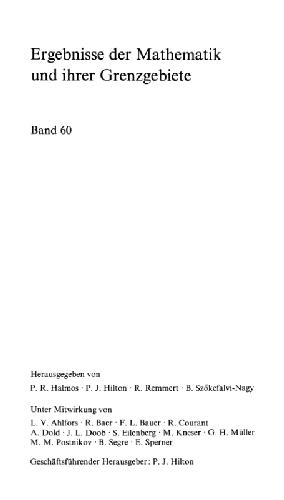 Ergebnisse der Mathematik
und ihrer Grenzgebiete
Band 60
Herausgegeben von
P. R. Halmos · P. J. Hilton · R. Remmert · B. Szőkefalvi-Nagy
Unter Mitwirkung von
L. V. Ahlfors · R. Baer · F. L. Bauer · R. Courant
A. Dold · J. L. Doob · S. Eilenberg · M. Kneser · G. H. Müller
M. M. Postnikov · B. Segre · E. Sperner
Geschäftsführender Herausgeber: P. J. Hilton